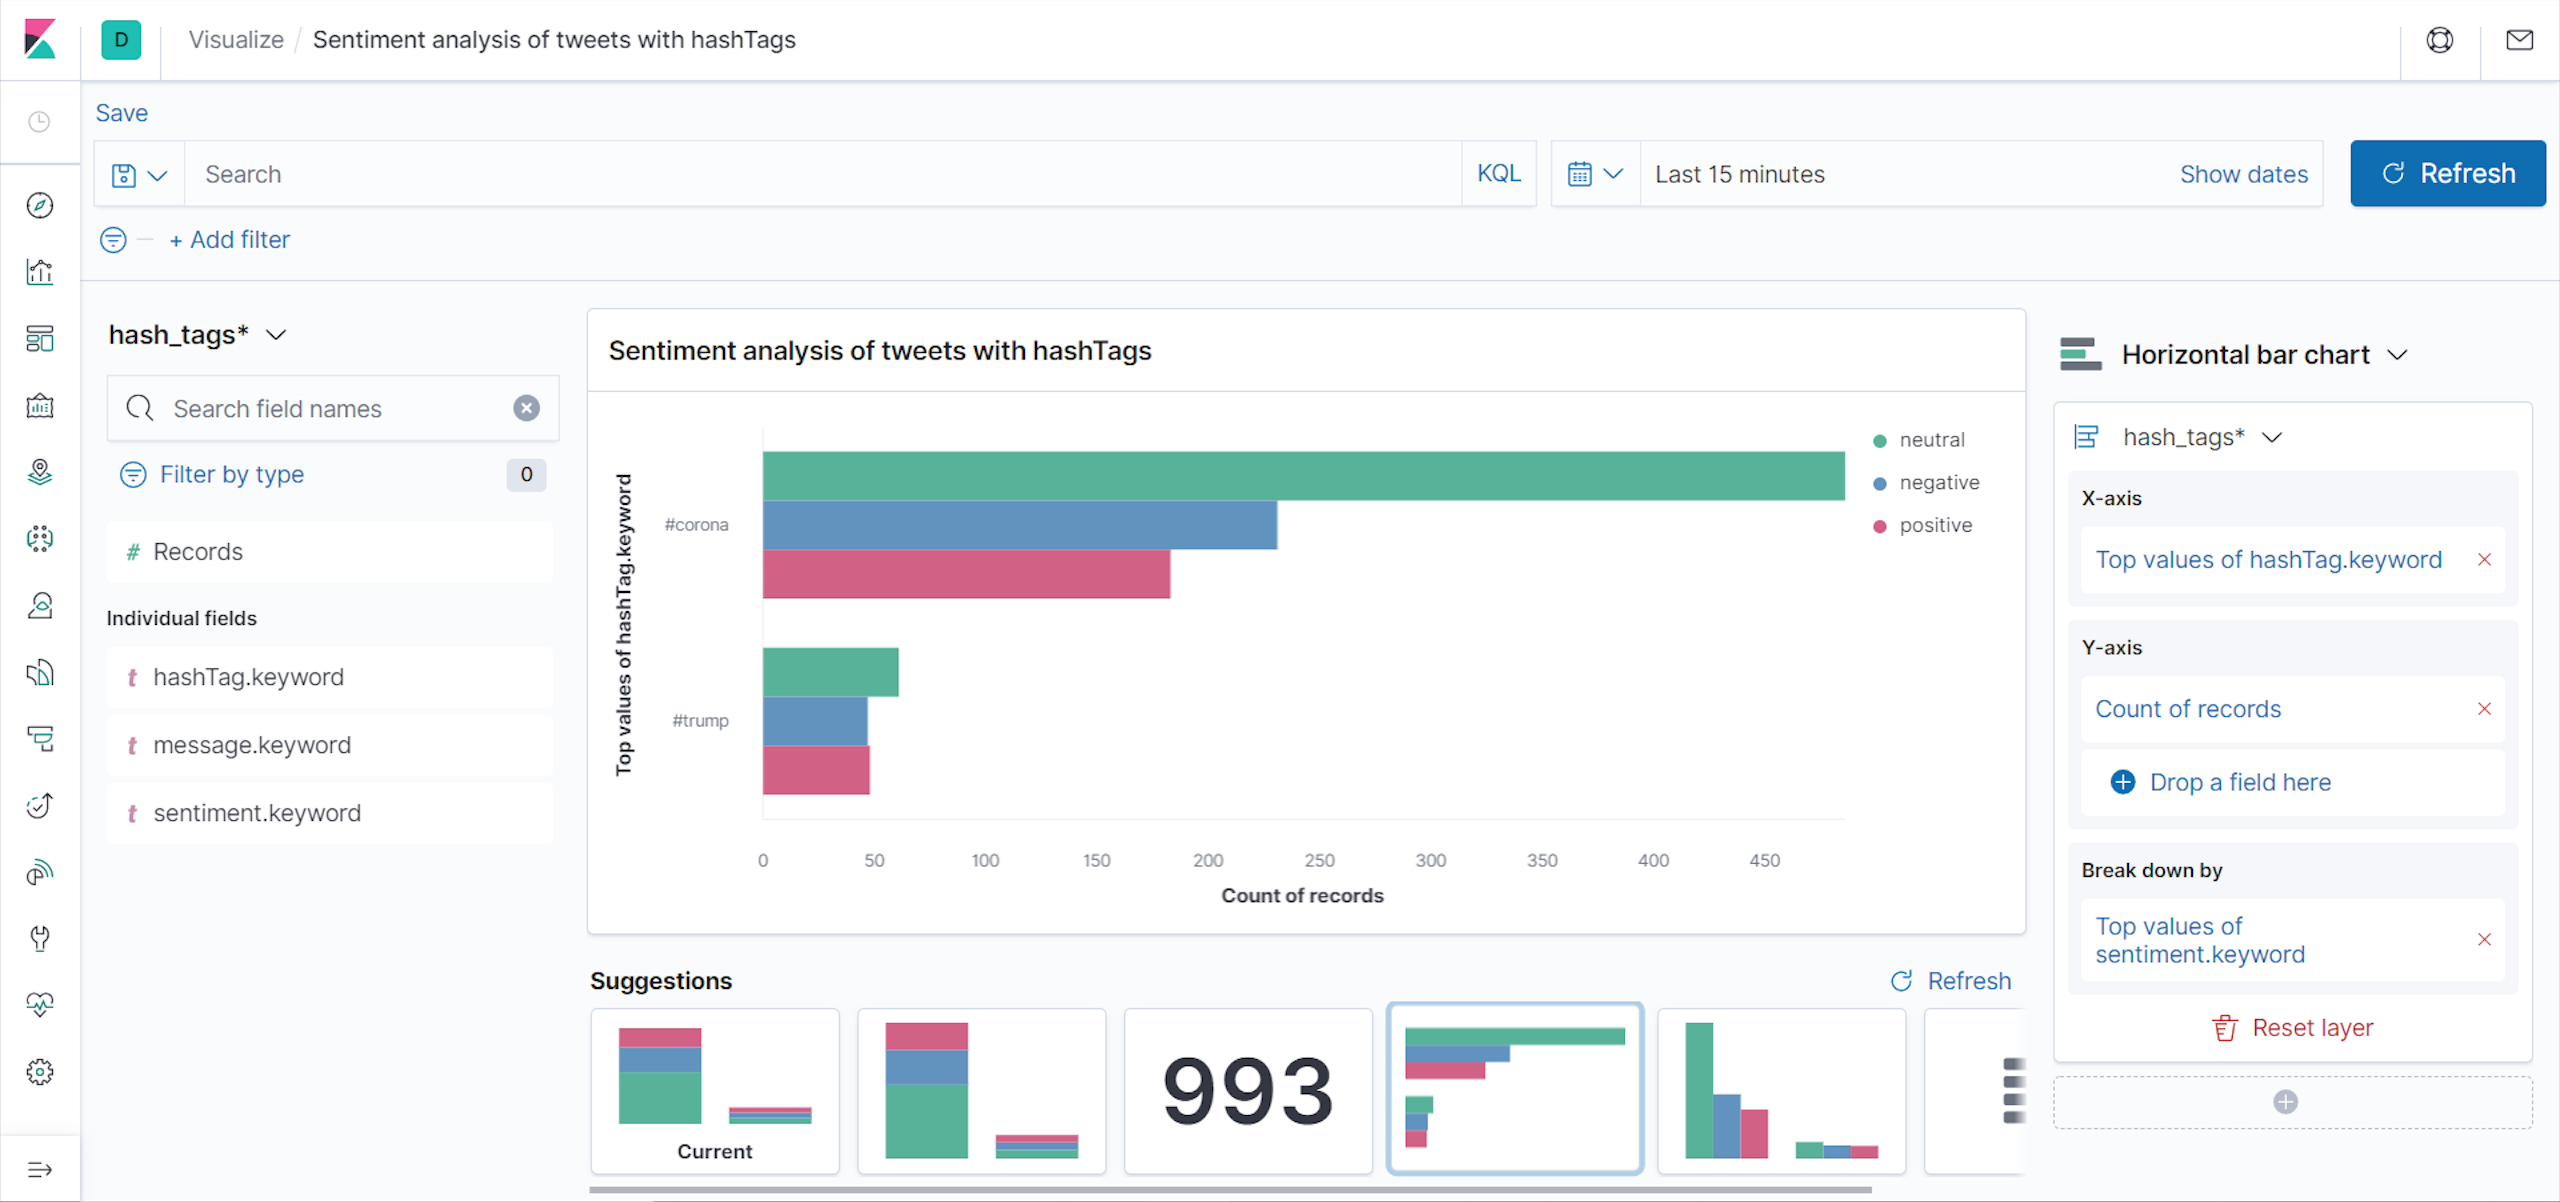 D
Visualize / Sentiment analysis of tweets with hashTags
Save
Search
KQL
Last 15 minutes
Show dates
Refresh
+ Add filter
hash_tags*
Search field names
Filter by type
0
# Records
Individual fields
t hashTag.keyword
t message.keyword
t sentiment.keyword
Sentiment analysis of tweets with hashTags
Top values of hashTag.keyword
#corona
#trump
0 50 100 150 200 250 300 350 400 450
Count of records
neutral
negative
positive
Suggestions
Refresh
Current
993
Horizontal bar chart
hash_tags*
X-axis
Top values of hashTag.keyword
Y-axis
Count of records
Drop a field here
Break down by
Top values of
sentiment.keyword
Reset layer